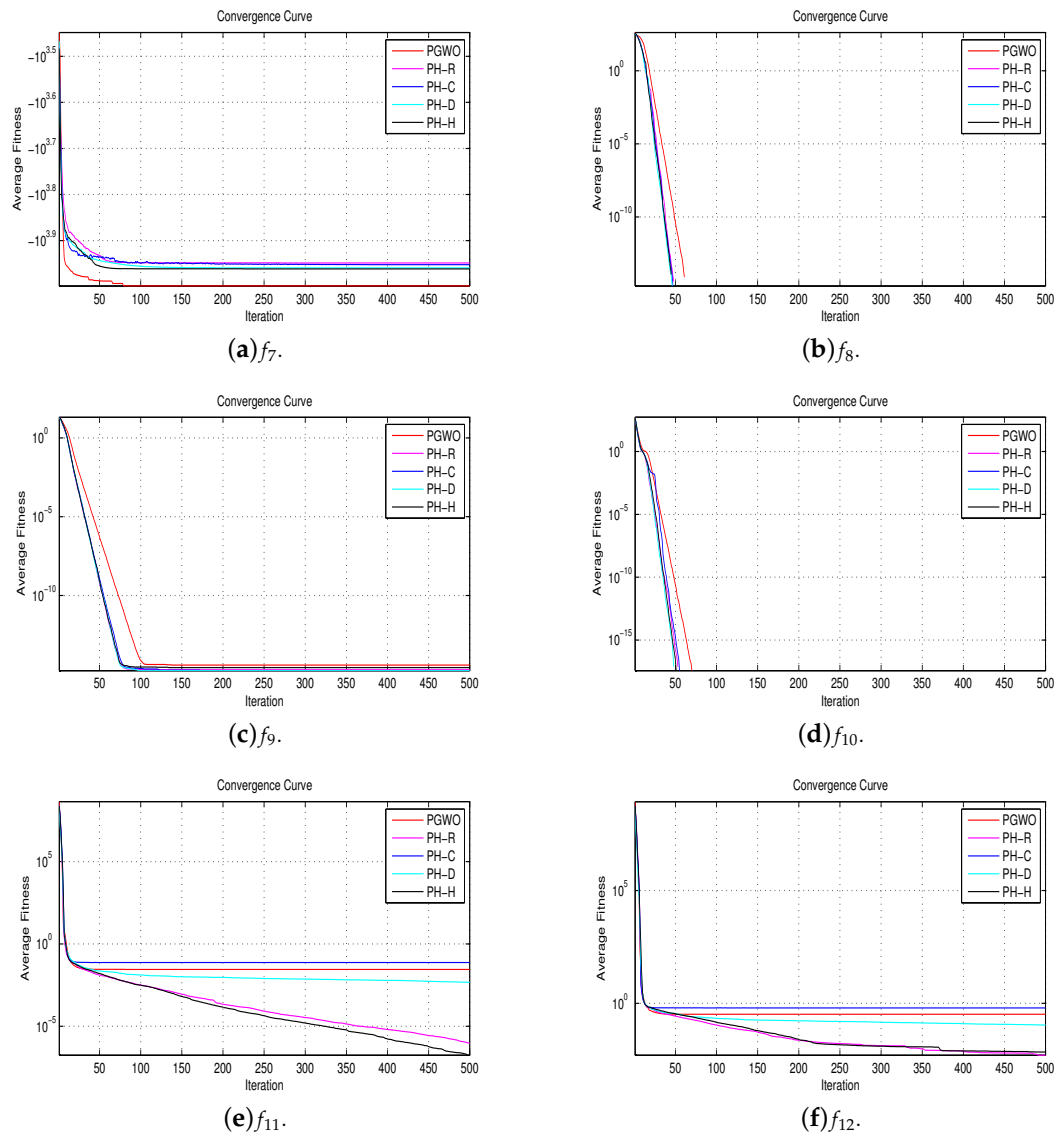 Convergence Curve
Convergence Curve
Average Fitness
−10^3.5
−10^3.6
−10^3.7
−10^3.8
−10^3.9
PGWO
PH−R
PH−C
PH−D
PH−H
50 100 150 200 250 300 350 400 450 500
Iteration
Average Fitness
10^0
10^−5
10^−10
PGWO
PH−R
PH−C
PH−D
PH−H
50 100 150 200 250 300 350 400 450 500
Iteration
(a) f7.
(b) f8.
Convergence Curve
Convergence Curve
Average Fitness
10^0
10^−5
10^−10
PGWO
PH−R
PH−C
PH−D
PH−H
50 100 150 200 250 300 350 400 450 500
Iteration
Average Fitness
10^0
10^−5
10^−10
10^−15
PGWO
PH−R
PH−C
PH−D
PH−H
50 100 150 200 250 300 350 400 450 500
Iteration
(c) f9.
(d) f10.
Convergence Curve
Convergence Curve
Average Fitness
10^5
10^0
10^−5
PGWO
PH−R
PH−C
PH−D
PH−H
50 100 150 200 250 300 350 400 450 500
Iteration
Average Fitness
10^5
10^0
PGWO
PH−R
PH−C
PH−D
PH−H
50 100 150 200 250 300 350 400 450 500
Iteration
(e) f11.
(f) f12.